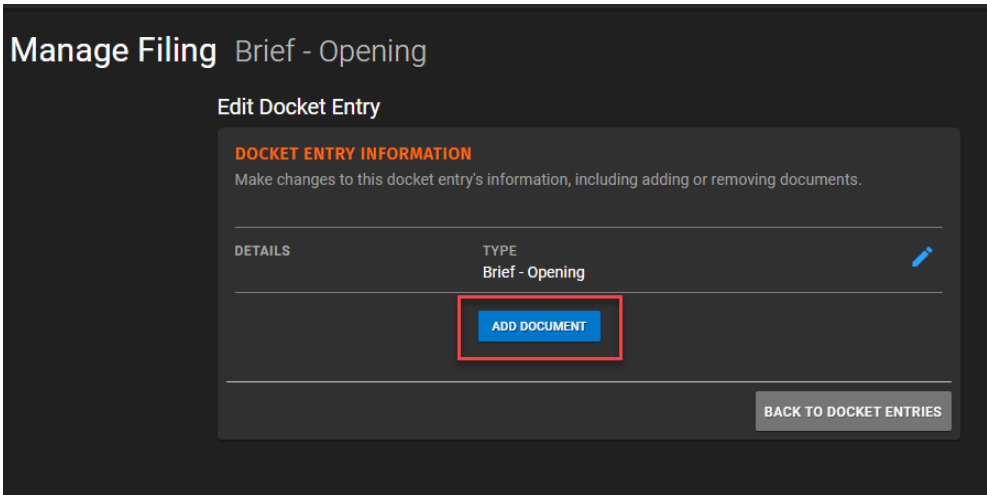 Manage Filing Brief - Opening
Edit Docket Entry
DOCKET ENTRY INFORMATION
Make changes to this docket entry's information, including adding or removing documents.
DETAILS
TYPE
Brief - Opening
ADD DOCUMENT
BACK TO DOCKET ENTRIES